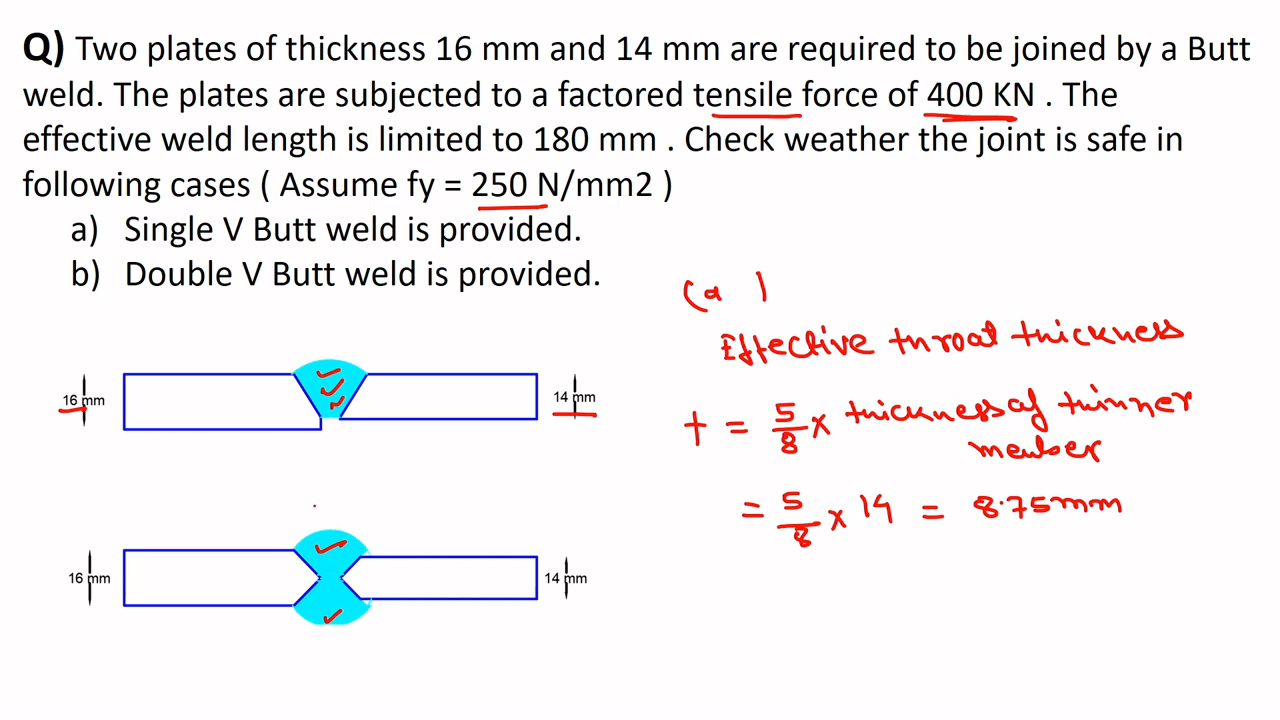 Q) Two plates of thickness 16 mm and 14 mm are required to be joined by a Butt
weld. The plates are subjected to a factored tensile force of 400 KN . The
effective weld length is limited to 180 mm . Check weather the joint is safe in
following cases ( Assume fy = 250 N/mm2 )
a) Single V Butt weld is provided.
b) Double V Butt weld is provided.
(a )
Effective throat thickness
t = 5/8 x thickness of thinner
member
= 5/8 x 14 = 8.75mm
16 mm
14 mm
16 mm
14 mm